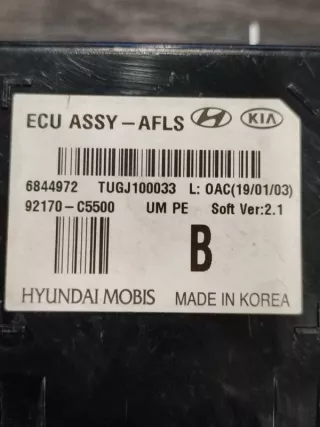 ECU ASSY-AFLS KIA
6844972 TUGJ100033 L: OAC(19/01/03)
92170-C5500 UM PE Soft Ver:2.1
B
HYUNDAI MOBIS MADE IN KOREA